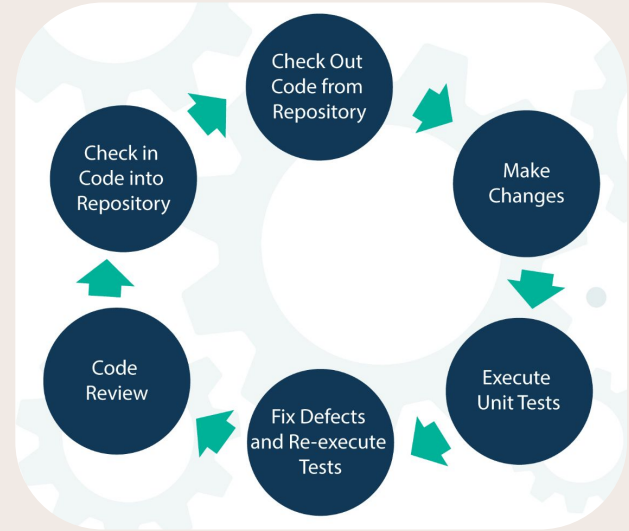 Check Out
Code from
Repository
Make
Changes
Execute
Unit Tests
Fix Defects
and Re-execute
Tests
Code
Review
Check in
Code into
Repository